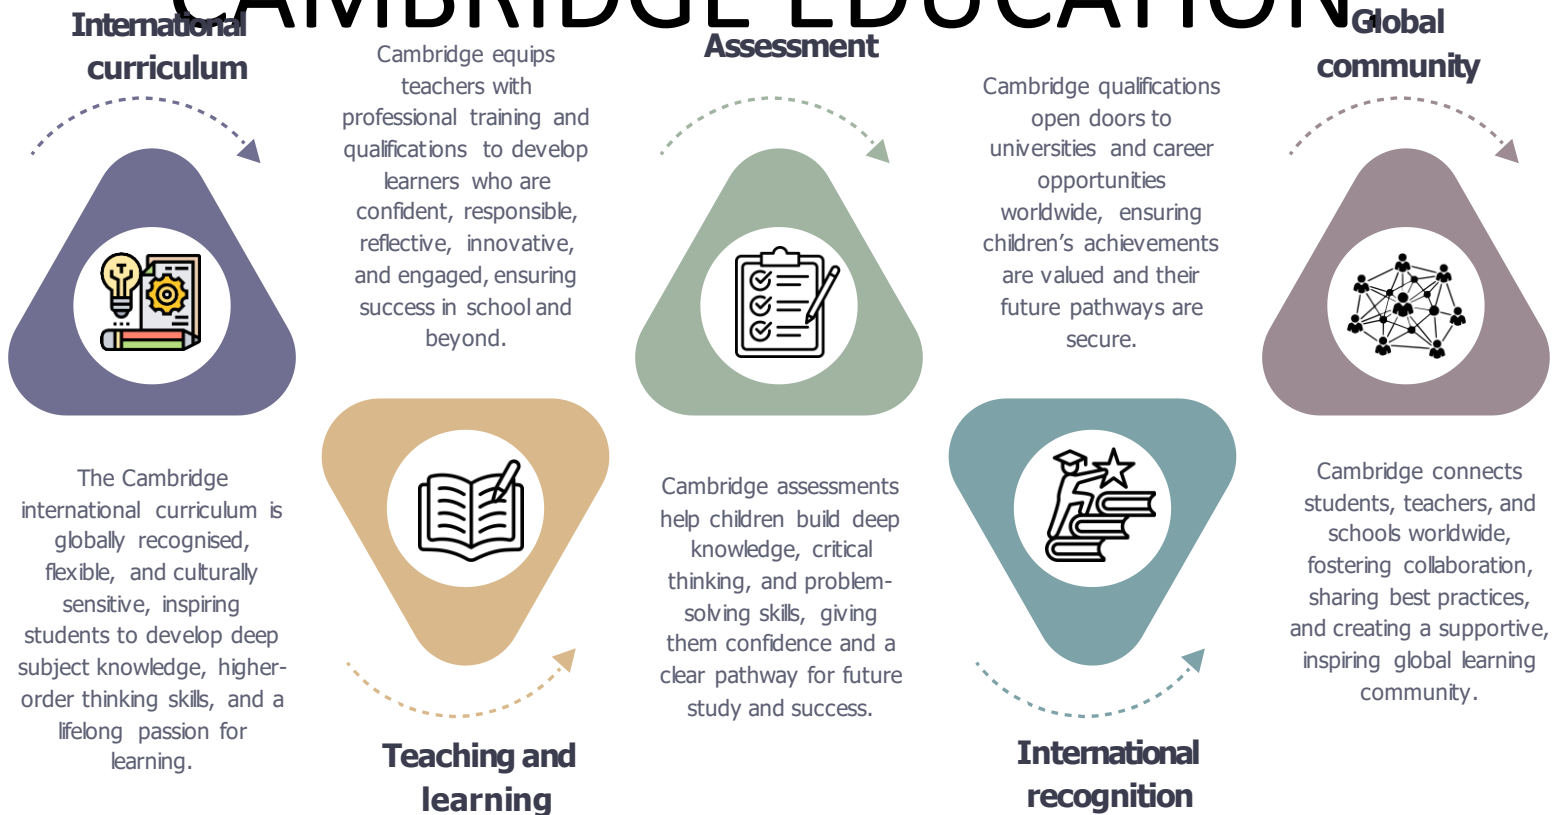 CAMBRIDGE EDUCATION.
International
curriculum
The Cambridge
international curriculum is
globally recognised,
flexible, and culturally
sensitive, inspiring
students to develop deep
subject knowledge, higher-
order thinking skills, and a
lifelong passion for
learning.
Cambridge equips
teachers with
professional training and
qualifications to develop
learners who are
confident, responsible,
reflective, innovative,
and engaged, ensuring
success in school and
beyond.
Teaching and
learning
Assessment
Cambridge assessments
help children build deep
knowledge, critical
thinking, and problem-
solving skills, giving
them confidence and a
clear pathway for future
study and success.
Cambridge qualifications
open doors to
universities and career
opportunities
worldwide, ensuring
children’s achievements
are valued and their
future pathways are
secure.
International
recognition
Global
community
Cambridge connects
students, teachers, and
schools worldwide,
fostering collaboration,
sharing best practices,
and creating a supportive,
inspiring global learning
community.